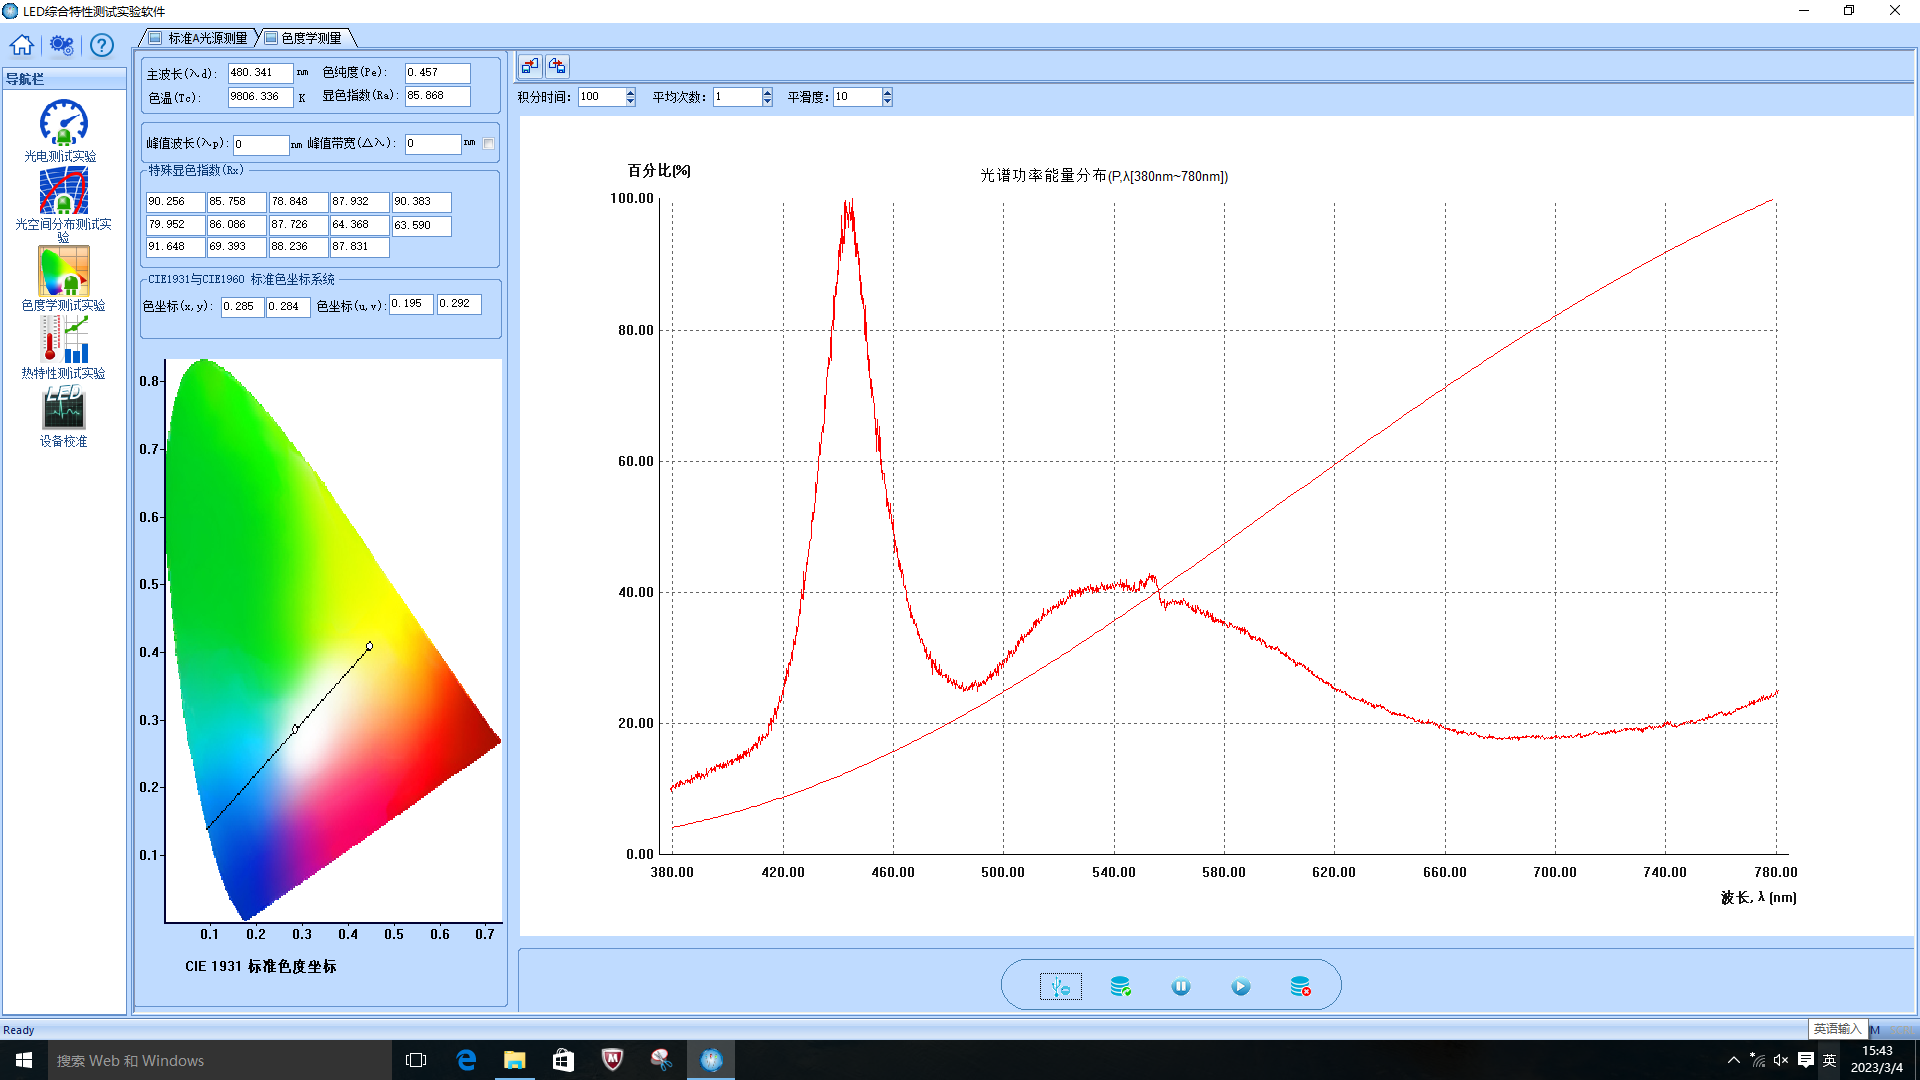 LED综合特性测试实验软件
标准A光源测量
色度学测量
导航栏
光电测试实验
光空间分布测试实
验
色度学测试实验
热特性测试实验
LED
设备校准
主波长(λd): 480.341 nm 色纯度(Pe): 0.457
色温(Tc): 9806.336 K 显色指数(Ra): 85.868
峰值波长(λp): 0 nm 峰值带宽(△λ): 0 nm
特殊显色指数(Rx)
90.256 85.758 78.848 87.932 90.383
79.952 86.086 87.726 64.368 63.590
91.648 69.393 88.236 87.831
CIE1931与CIE1960 标准色坐标系统
色坐标(x,y): 0.285 0.284 色坐标(u,v): 0.195 0.292
0.8
0.7
0.6
0.5
0.4
0.3
0.2
0.1
0.1 0.2 0.3 0.4 0.5 0.6 0.7
CIE 1931 标准色度坐标
积分时间: 100 平均次数: 1 平滑度: 10
百分比(%)
光谱功率能量分布(P,λ[380nm~780nm])
100.00
80.00
60.00
40.00
20.00
0.00
380.00 420.00 460.00 500.00 540.00 580.00 620.00 660.00 700.00 740.00 780.00
波长, λ (nm)
Ready
英语输入 M
搜索 Web 和 Windows
英
15:43
2023/3/4